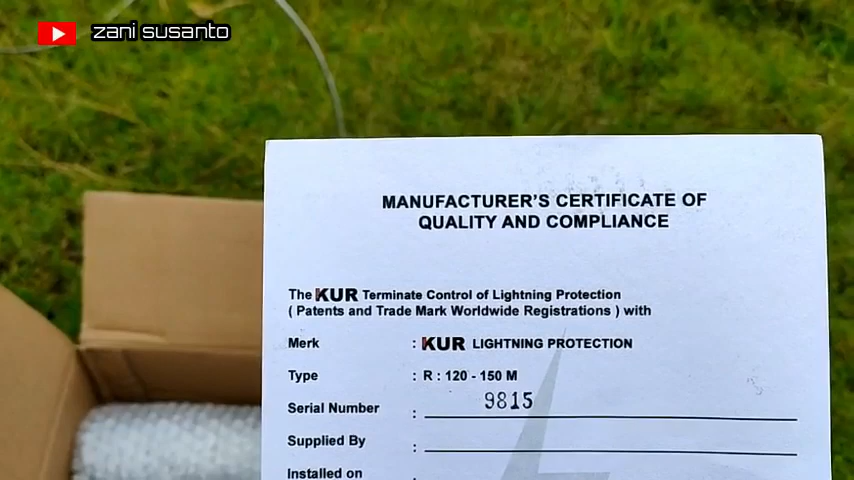 zani susanto
MANUFACTURER'S CERTIFICATE OF
QUALITY AND COMPLIANCE
The KUR Terminate Control of Lightning Protection
( Patents and Trade Mark Worldwide Registrations ) with
Merk : KUR LIGHTNING PROTECTION
Type : R : 120 - 150 M
Serial Number : 9815
Supplied By :
Installed on :